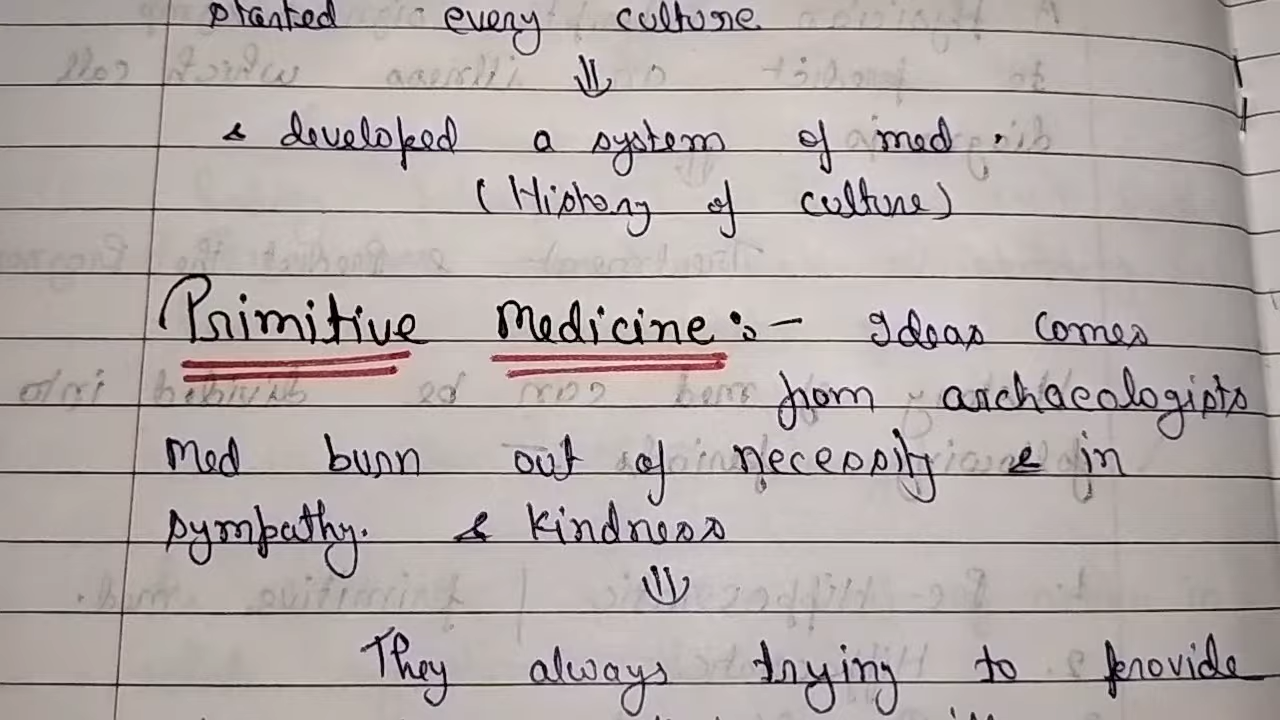 started every culture
⇓
& developed a system of med.
(History of culture)
Primitive Medicine :- Ideas comes
from archaeologists
Med burn out of necessity & in
sympathy. & Kindness
⇓
They always trying to provide